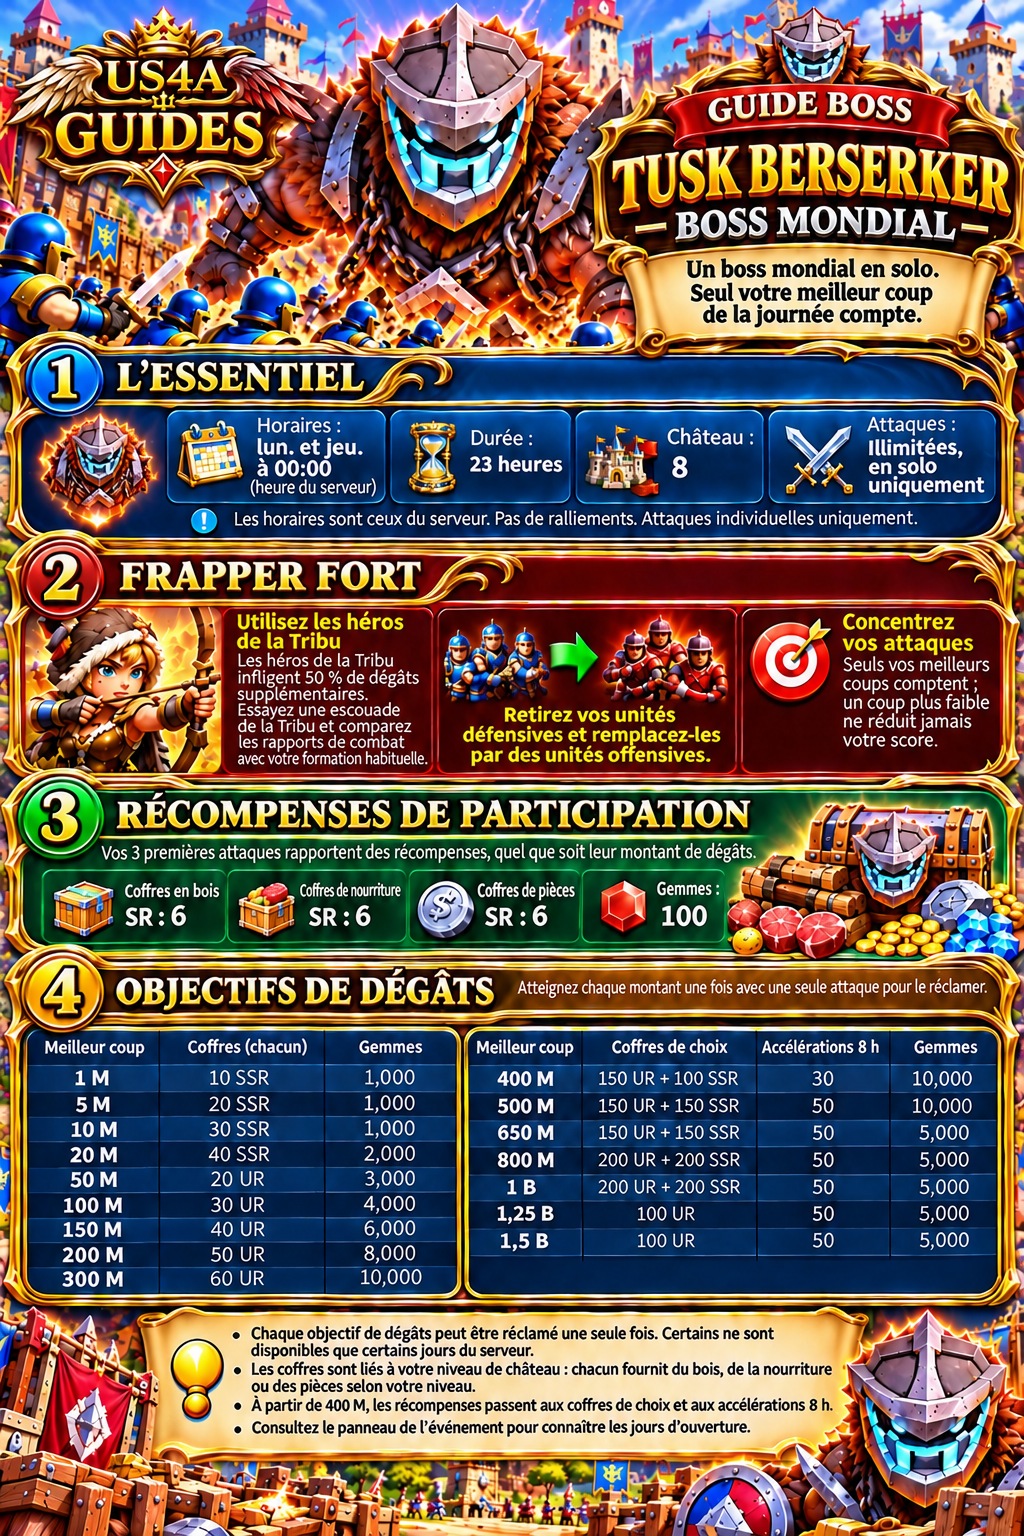 US4A
GUIDES
GUIDE BOSS
TUSK BERSERKER
BOSS MONDIAL
Un boss mondial en solo.
Seul votre meilleur coup
de la journée compte.
1 L'ESSENTIEL
Horaires :
lun. et jeu.
à 00:00
(heure du serveur)
Durée :
23 heures
Château :
8
Attaques :
Illimitées,
en solo
uniquement
! Les horaires sont ceux du serveur. Pas de ralliements. Attaques individuelles uniquement.
2 FRAPPER FORT
Utilisez les héros
de la Tribu
Les héros de la Tribu
infligent 50 % de dégâts
supplémentaires.
Essayez une escouade
de la Tribu et comparez
les rapports de combat
avec votre formation habituelle.
Retirez vos unités
défensives et remplacez-les
par des unités offensives.
Concentrez
vos attaques
Seuls vos meilleurs
coups comptent ;
un coup plus faible
ne réduit jamais
votre score.
3 RÉCOMPENSES DE PARTICIPATION
Vos 3 premières attaques rapportent des récompenses, quel que soit leur montant de dégâts.
Coffres en bois
SR : 6
Coffres de nourriture
SR : 6
Coffres de pièces
SR : 6
Gemmes :
100
4 OBJECTIFS DE DÉGÂTS
Atteignez chaque montant une fois avec une seule attaque pour le réclamer.
Meilleur coup Coffres (chacun) Gemmes
1 M 10 SSR 1,000
5 M 20 SSR 1,000
10 M 30 SSR 1,000
20 M 40 SSR 2,000
50 M 20 UR 3,000
100 M 30 UR 4,000
150 M 40 UR 6,000
200 M 50 UR 8,000
300 M 60 UR 10,000
Meilleur coup Coffres de choix Accélérations 8 h Gemmes
400 M 150 UR + 100 SSR 30 10,000
500 M 150 UR + 150 SSR 50 10,000
650 M 150 UR + 150 SSR 50 5,000
800 M 200 UR + 200 SSR 50 5,000
1 B 200 UR + 200 SSR 50 5,000
1,25 B 100 UR 50 5,000
1,5 B 100 UR 50 5,000
• Chaque objectif de dégâts peut être réclamé une seule fois. Certains ne sont
disponibles que certains jours du serveur.
• Les coffres sont liés à votre niveau de château : chacun fournit du bois, de la nourriture
ou des pièces selon votre niveau.
• À partir de 400 M, les récompenses passent aux coffres de choix et aux accélérations 8 h.
• Consultez le panneau de l'événement pour connaître les jours d'ouverture.